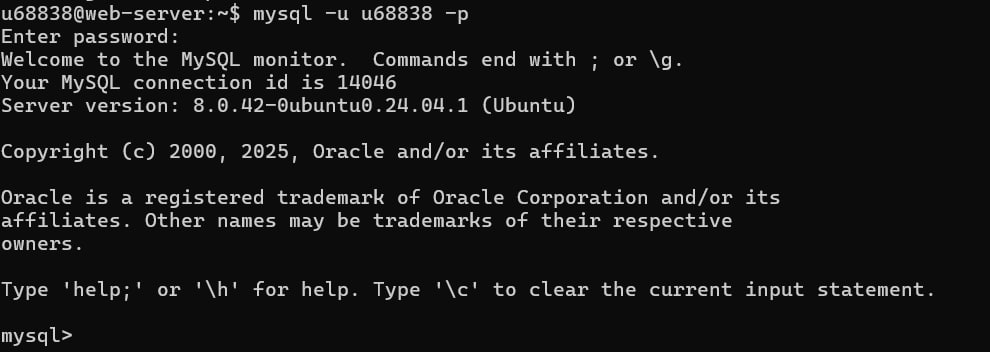 u68838@web-server:~$ mysql -u u68838 -p
Enter password:
Welcome to the MySQL monitor.  Commands end with ; or \g.
Your MySQL connection id is 14046
Server version: 8.0.42-0ubuntu0.24.04.1 (Ubuntu)
Copyright (c) 2000, 2025, Oracle and/or its affiliates.
Oracle is a registered trademark of Oracle Corporation and/or its
affiliates. Other names may be trademarks of their respective
owners.
Type 'help;' or '\h' for help. Type '\c' to clear the current input statement.
mysql>